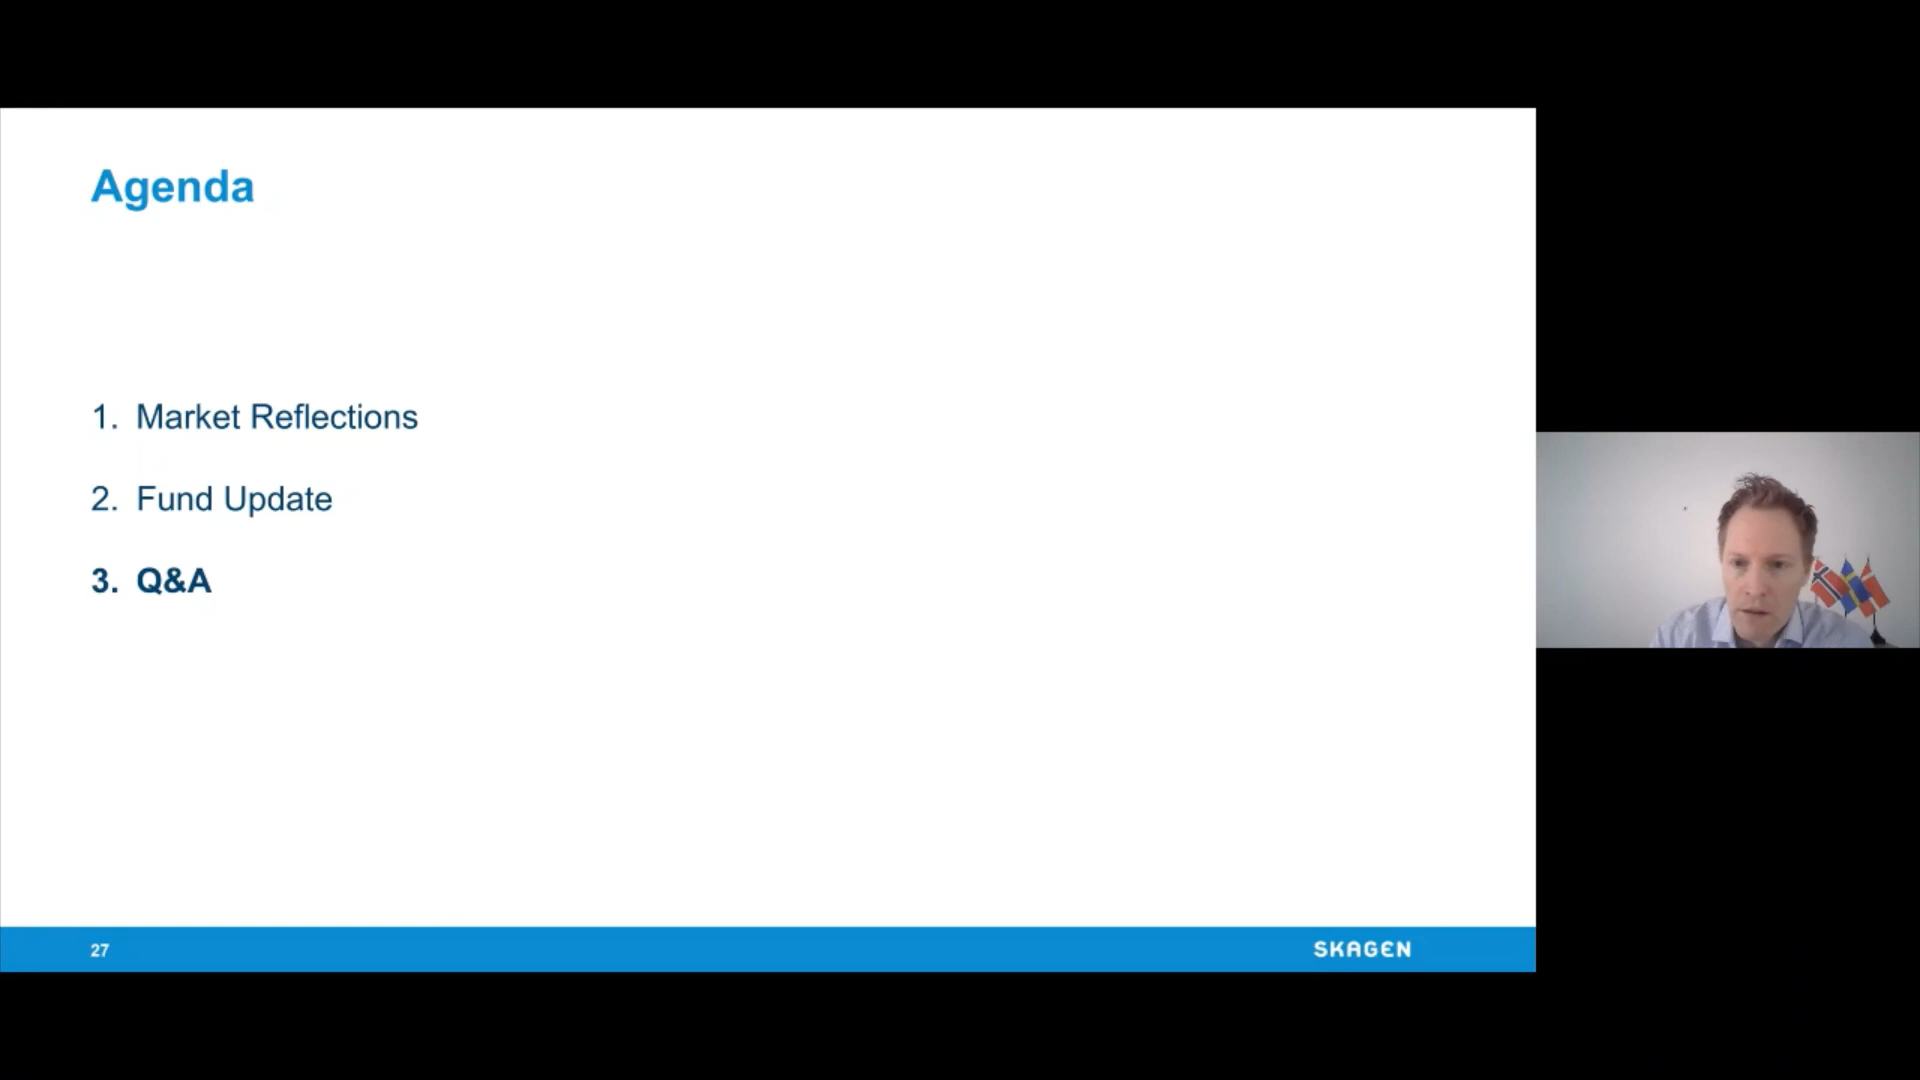 Agenda
1. Market Reflections
2. Fund Update
3. Q&A
27
SKAGEN